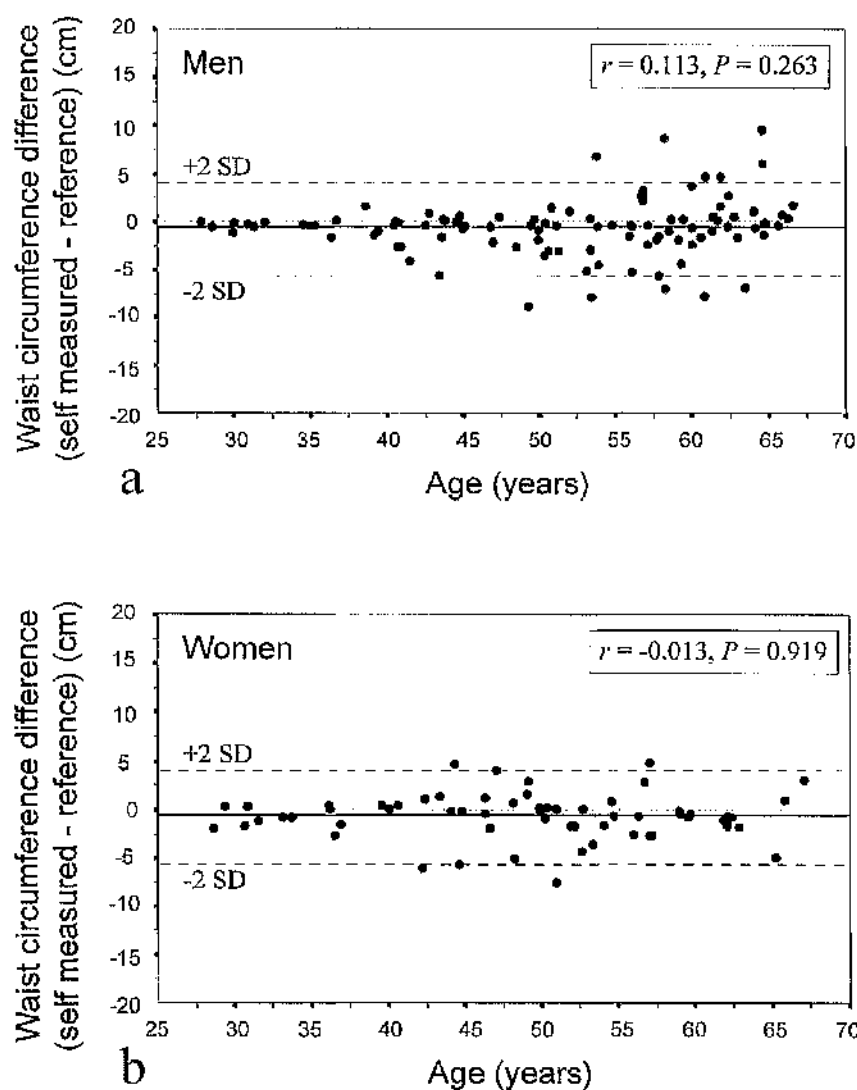 Waist circumference difference
(self measured - reference) (cm)
20
15
10
5
0
-5
-10
-15
-20
Men
r = 0.113, P = 0.263
+2 SD
-2 SD
25 30 35 40 45 50 55 60 65 70
Age (years)
a
Waist circumference difference
(self measured - reference) (cm)
20
15
10
5
0
-5
-10
-15
-20
Women
r = -0.013, P = 0.919
+2 SD
-2 SD
25 30 35 40 45 50 55 60 65 70
Age (years)
b